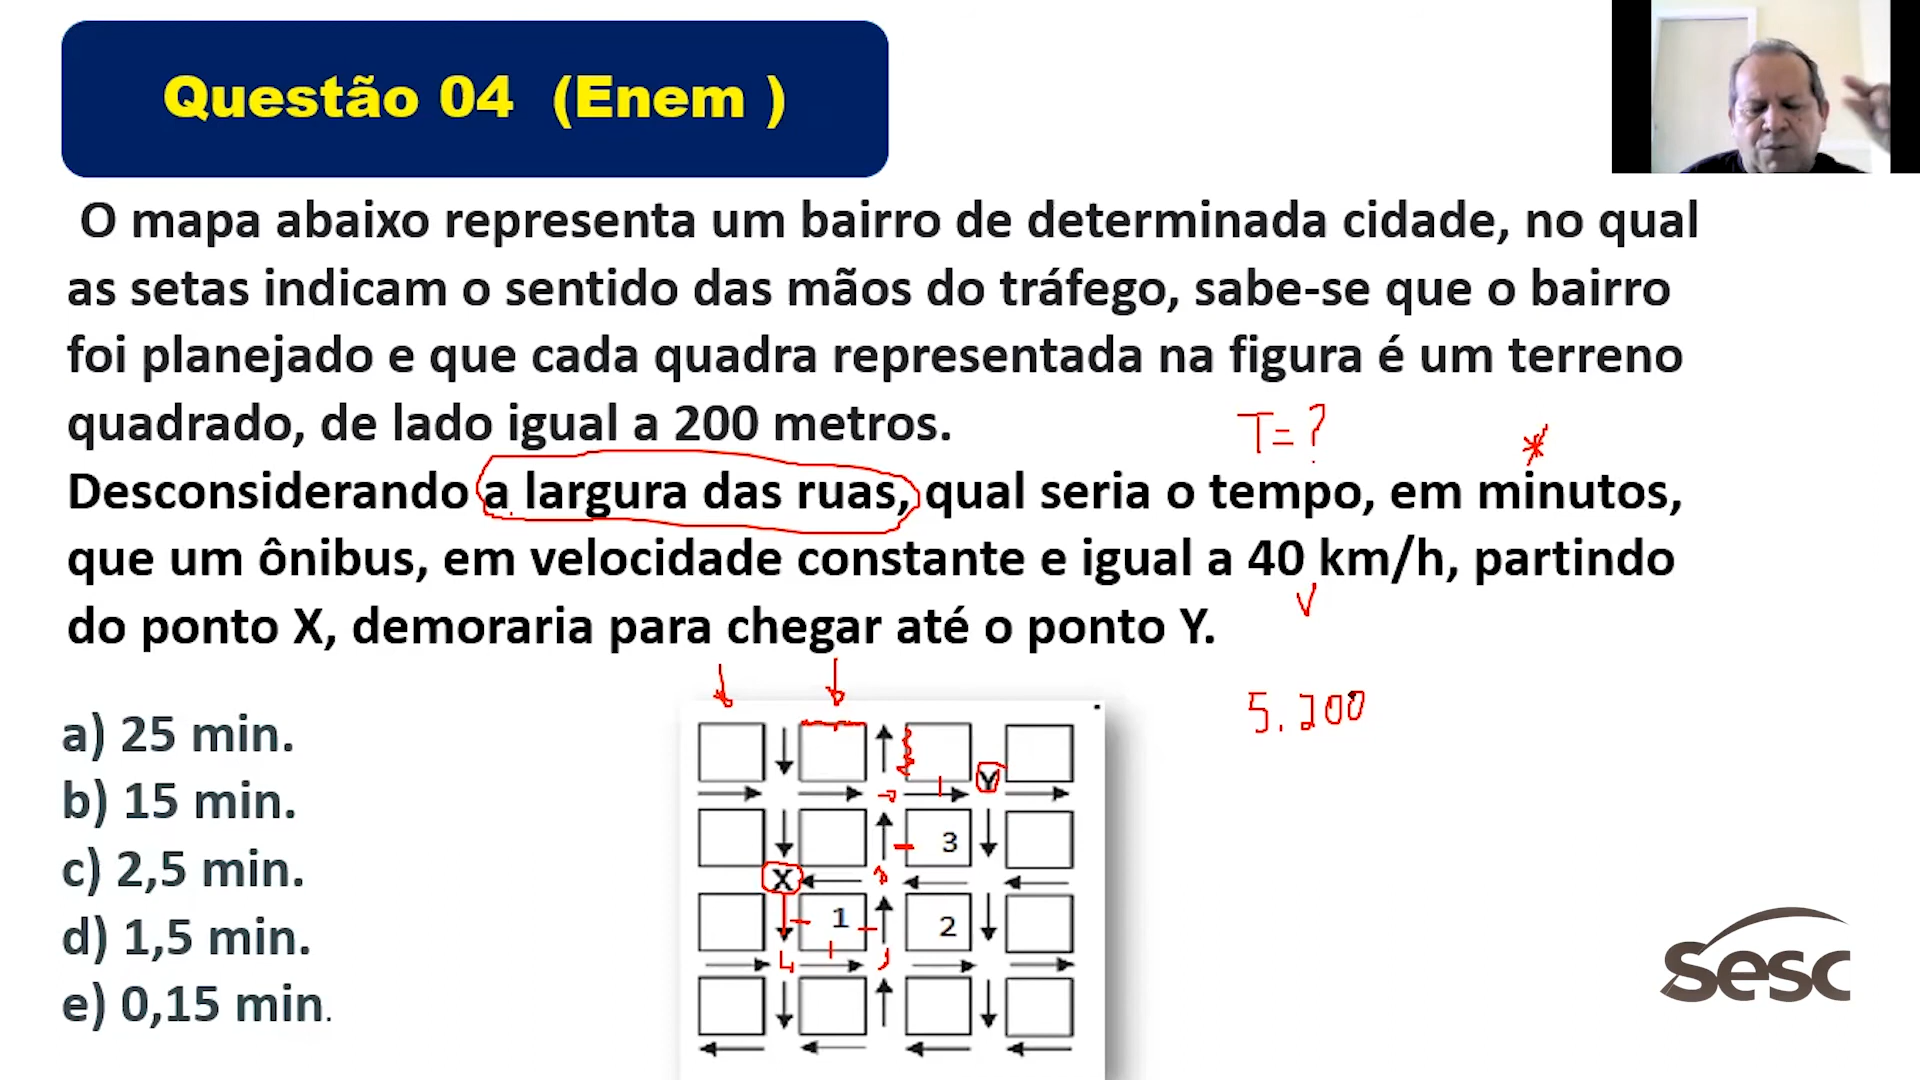 Questão 04 (Enem )
O mapa abaixo representa um bairro de determinada cidade, no qual
as setas indicam o sentido das mãos do tráfego, sabe-se que o bairro
foi planejado e que cada quadra representada na figura é um terreno
quadrado, de lado igual a 200 metros.
T=?
*
Desconsiderando a largura das ruas, qual seria o tempo, em minutos,
que um ônibus, em velocidade constante e igual a 40 km/h, partindo
V
do ponto X, demoraria para chegar até o ponto Y.
5.200
a) 25 min.
b) 15 min.
c) 2,5 min.
d) 1,5 min.
e) 0,15 min.
Y
3
X
1
2
Sesc